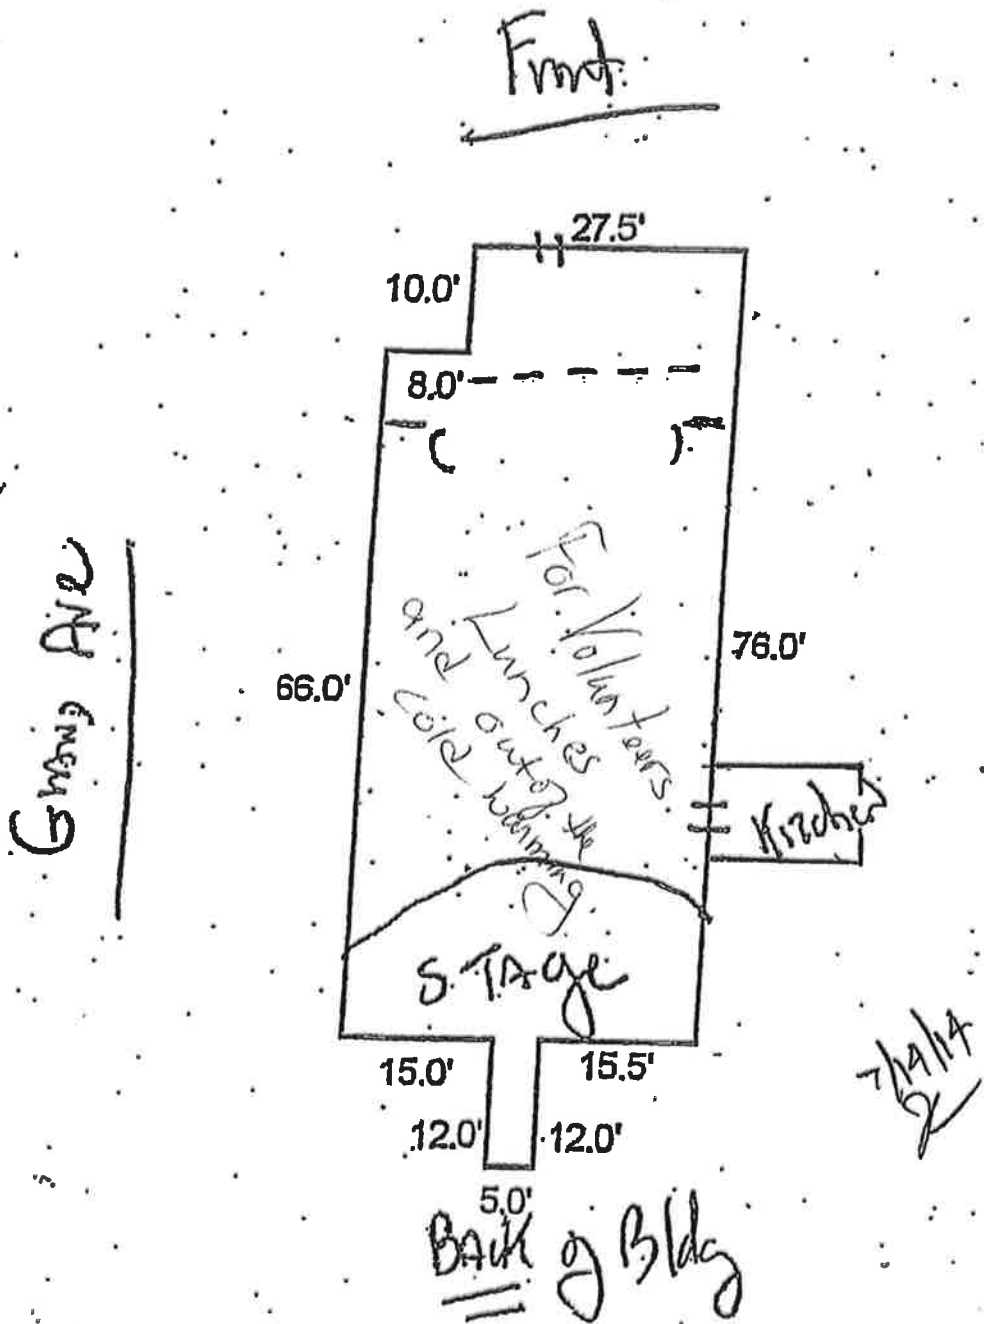 Front
27.5'
10.0'
8.0'
( )
For Volunteers
Lunches
and out of the
Cold Warming
66.0'
76.0'
Grand Ave
Kitchen
STAge
15.0'
15.5'
12.0'
12.0'
5.0'
7/14/14
BACK of Bldg